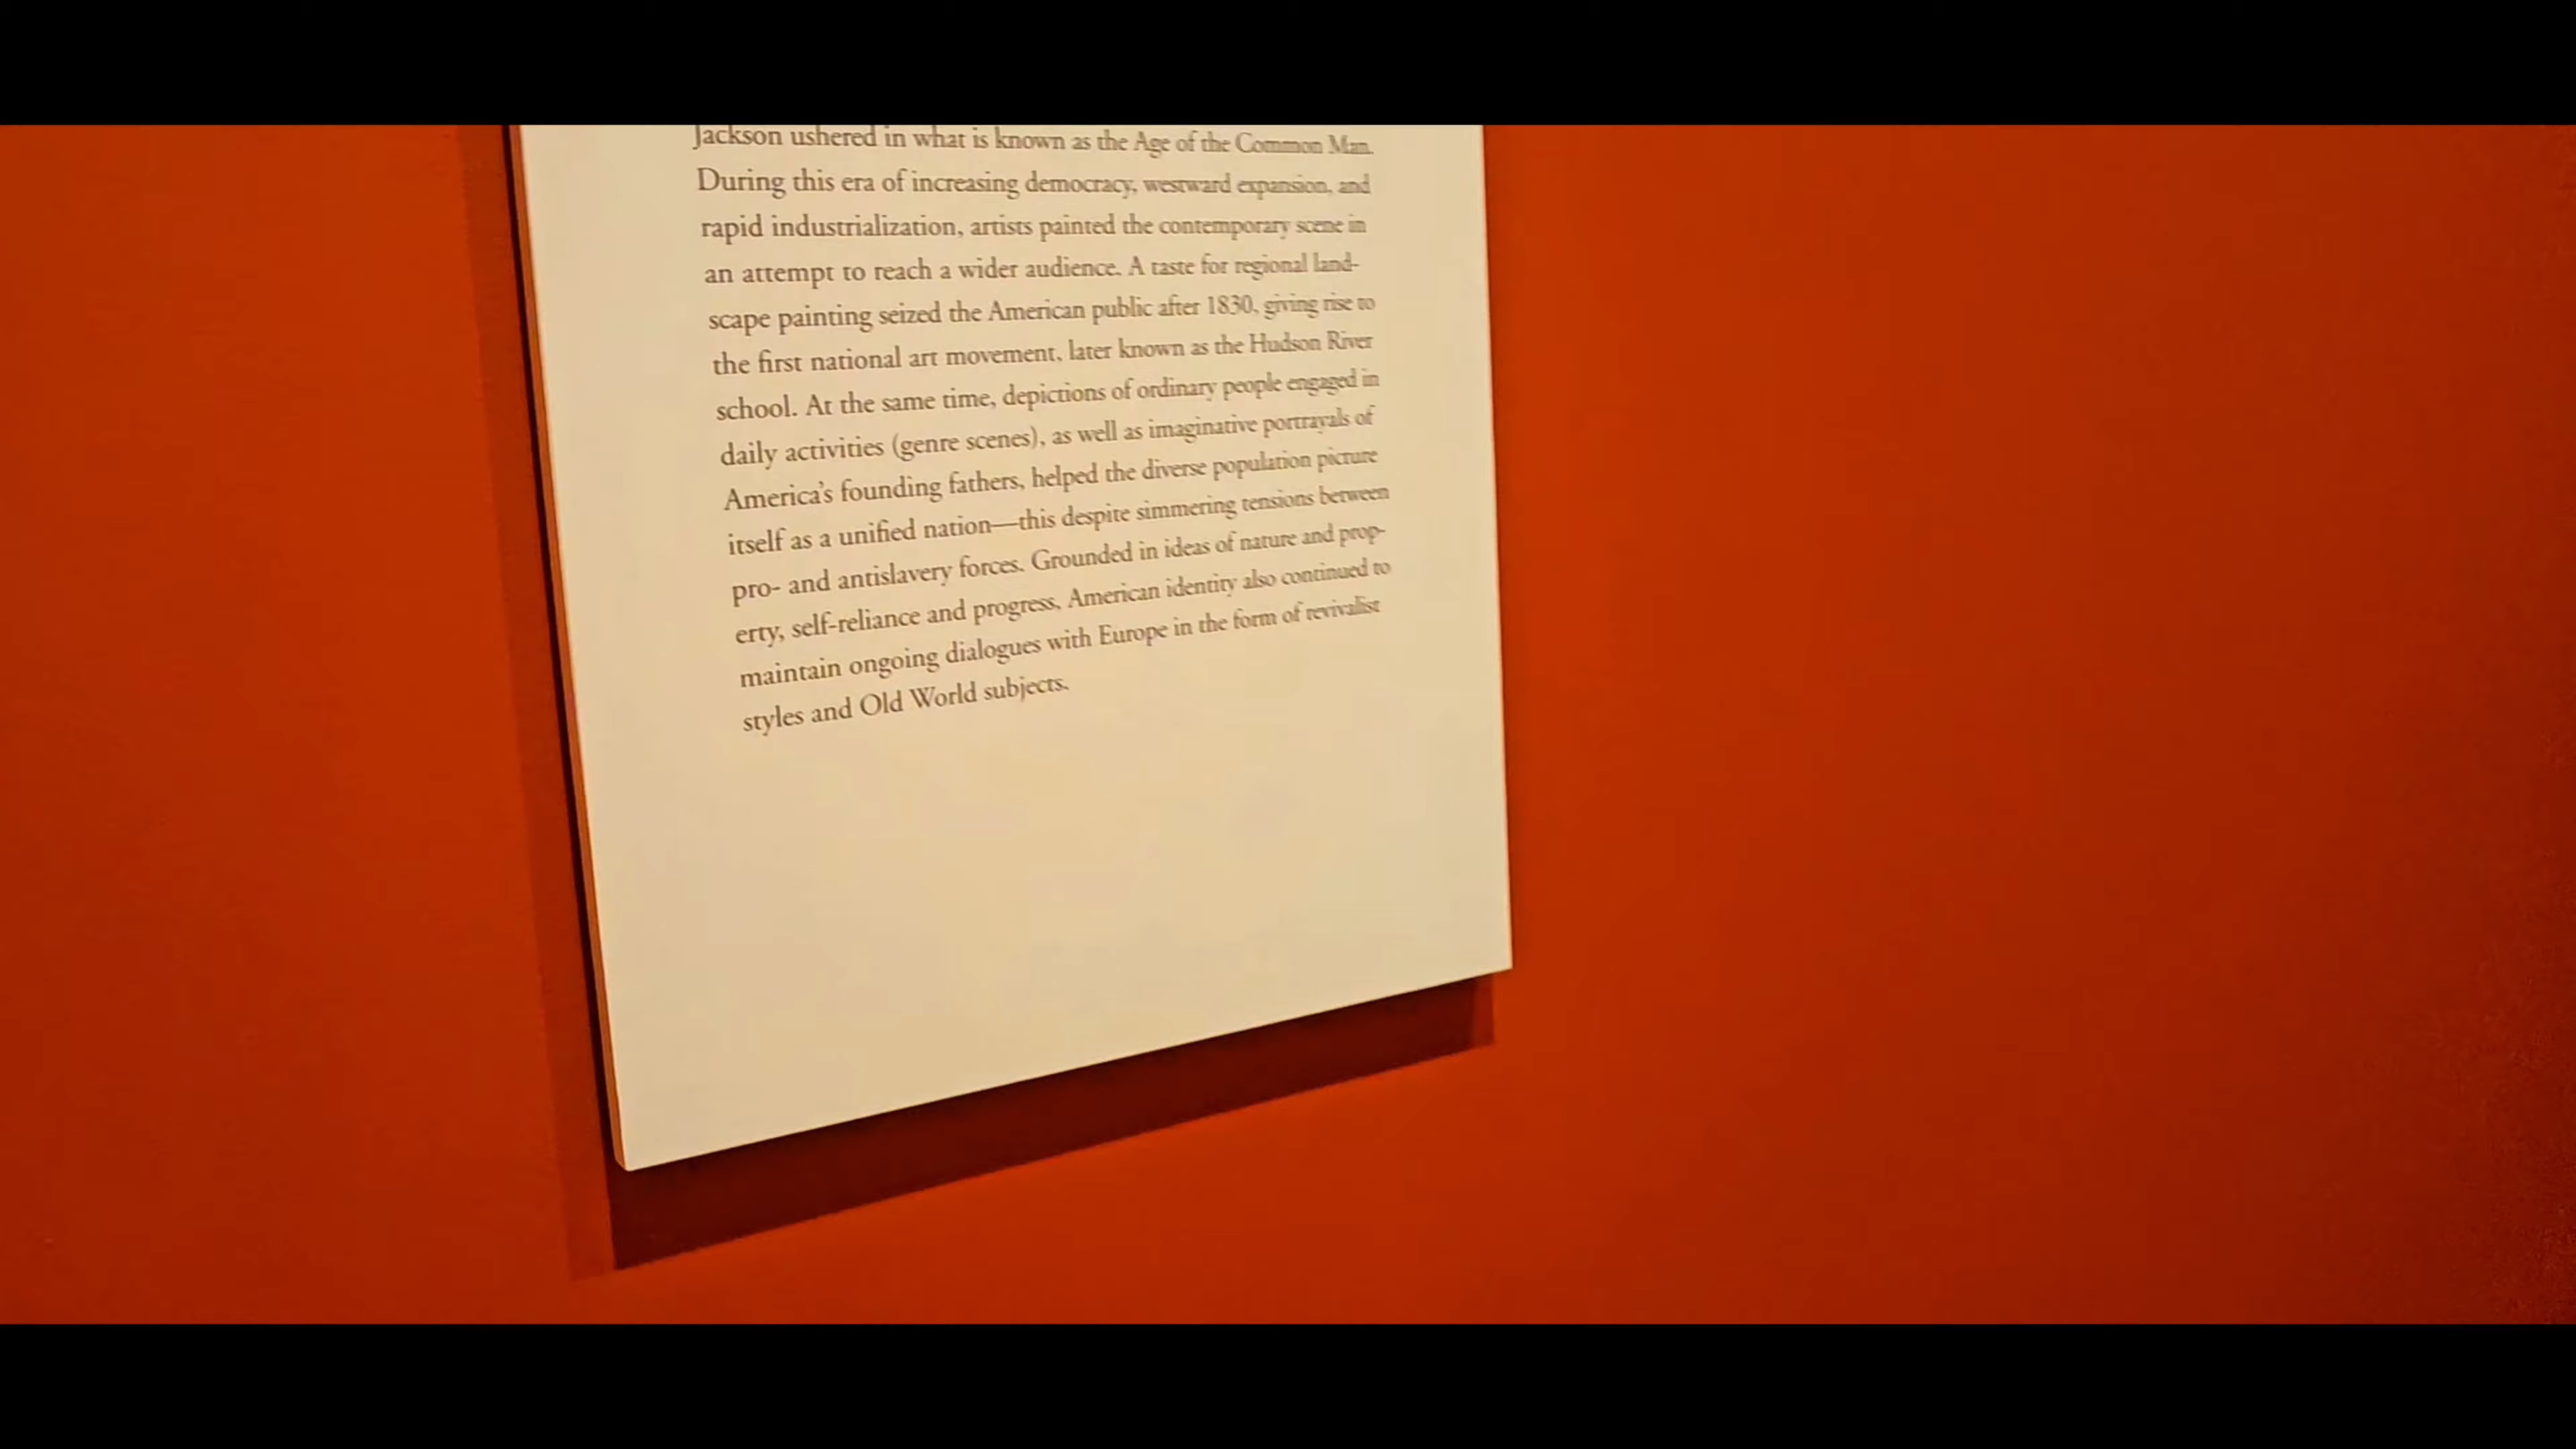 Jackson ushered in what is known as the Age of the Common Man.
During this era of increasing democracy, westward expansion, and
rapid industrialization, artists painted the contemporary scene in
an attempt to reach a wider audience. A taste for regional land-
scape painting seized the American public after 1830, giving rise to
the first national art movement, later known as the Hudson River
school. At the same time, depictions of ordinary people engaged in
daily activities (genre scenes), as well as imaginative portrayals of
America's founding fathers, helped the diverse population picture
itself as a unified nation—this despite simmering tensions between
pro- and antislavery forces. Grounded in ideas of nature and prop-
erty, self-reliance and progress, American identity also continued to
maintain ongoing dialogues with Europe in the form of revivalist
styles and Old World subjects.